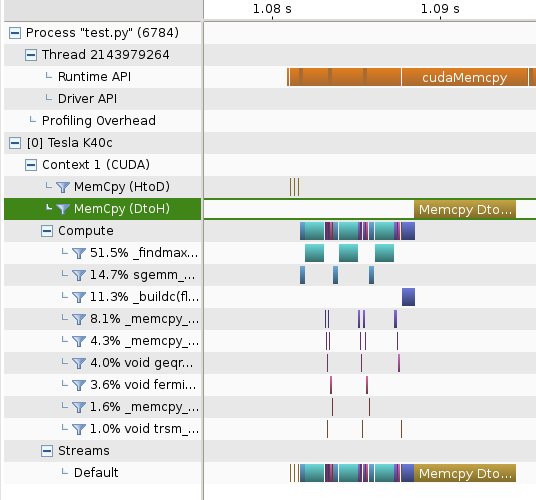 1.08 s 1.09 s
Process "test.py" (6784)
Thread 2143979264
Runtime API cudaMemcpy
Driver API
Profiling Overhead
[0] Tesla K40c
Context 1 (CUDA)
MemCpy (HtoD)
MemCpy (DtoH) Memcpy Dto...
Compute
51.5% _findmax...
14.7% sgemm_...
11.3% _buildc(fl...
8.1% _memcpy_...
4.3% _memcpy_...
4.0% void geqr...
3.6% void fermi...
1.6% _memcpy_...
1.0% void trsm_...
Streams
Default Memcpy Dto...